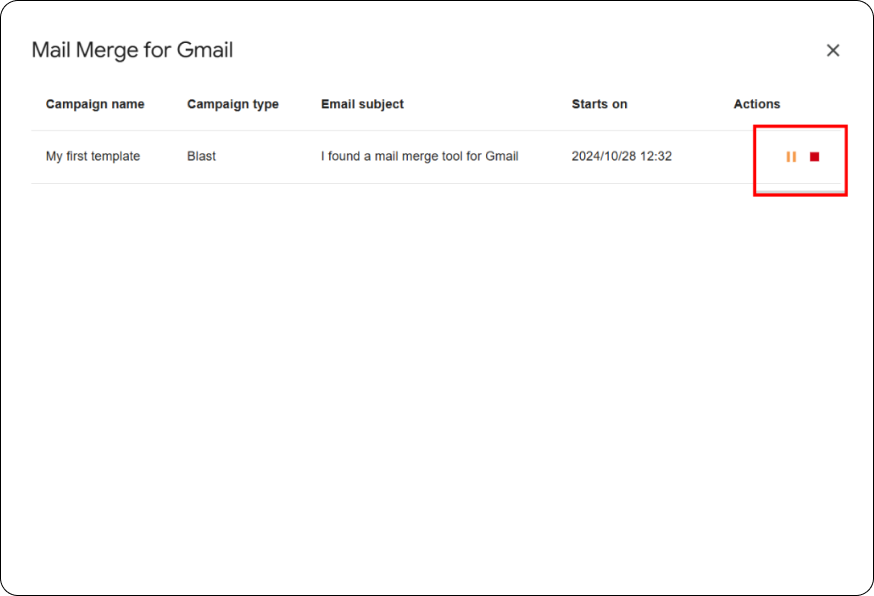 Mail Merge for Gmail
Campaign name Campaign type Email subject Starts on Actions
My first template Blast I found a mail merge tool for Gmail 2024/10/28 12:32